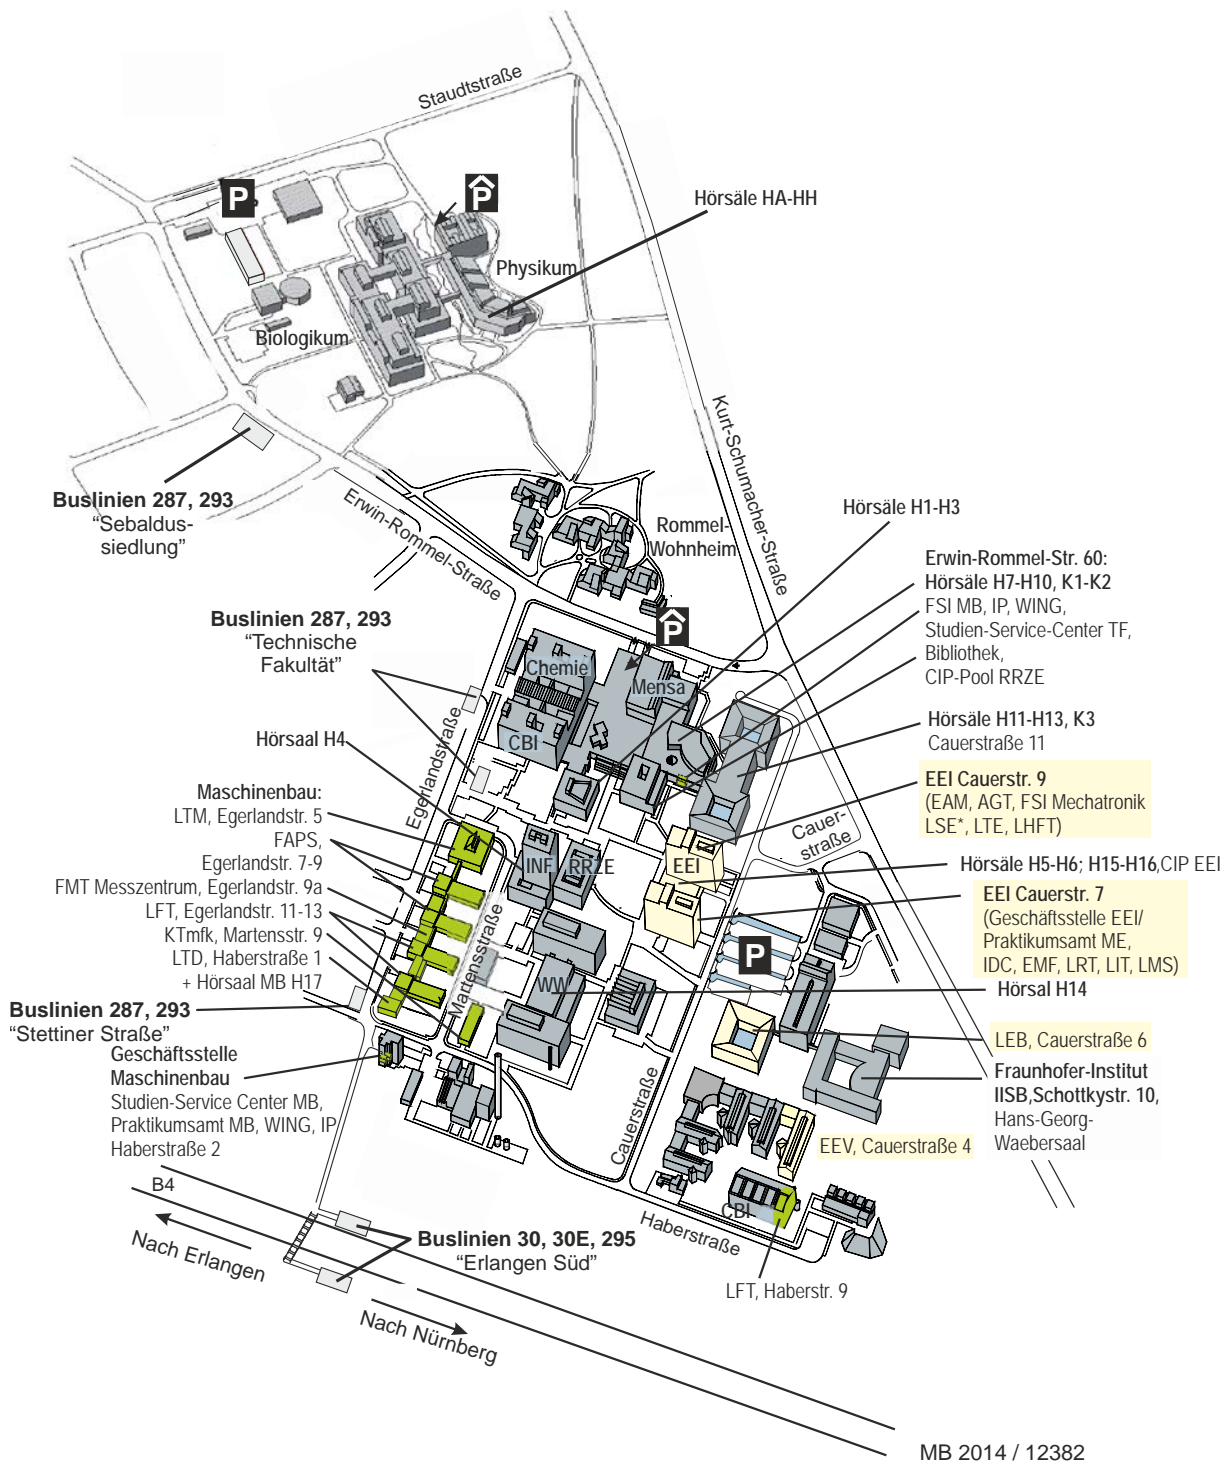 Staudtstraße
P
P
Hörsäle HA-HH
Physikum
Biologikum
Kurt-Schumacher-Straße
Buslinien 287, 293
“Sebaldus-
siedlung”
Erwin-Rommel-Straße
Rommel-
Wohnheim
Hörsäle H1-H3
Erwin-Rommel-Str. 60:
Hörsäle H7-H10, K1-K2
FSI MB, IP, WING,
Studien-Service-Center TF,
Bibliothek,
CIP-Pool RRZE
Buslinien 287, 293
“Technische
Fakultät”
P
Chemie
Mensa
CBI
Hörsaal H4
Egerlandstraße
Hörsäle H11-H13, K3
Cauerstraße 11
EEI Cauerstr. 9
(EAM, AGT, FSI Mechatronik
LSE*, LTE, LHFT)
Cauer-
straße
Maschinenbau:
LTM, Egerlandstr. 5
FAPS,
Egerlandstr. 7-9
FMT Messzentrum, Egerlandstr. 9a
LFT, Egerlandstr. 11-13
KTmfk, Martensstr. 9
LTD, Haberstraße 1
+ Hörsaal MB H17
INF
RRZE
EEI
Hörsäle H5-H6; H15-H16,CIP EEI
EEI Cauerstr. 7
(Geschäftsstelle EEI/
Praktikumsamt ME,
IDC, EMF, LRT, LIT, LMS)
Martensstraße
P
WW
Hörsal H14
Buslinien 287, 293
“Stettiner Straße”
LEB, Cauerstraße 6
Geschäftsstelle
Maschinenbau
Studien-Service Center MB,
Praktikumsamt MB, WING, IP
Haberstraße 2
Fraunhofer-Institut
IISB,Schottkystr. 10,
Hans-Georg-
Waebersaal
Cauerstraße
EEV, Cauerstraße 4
B4
CBI
Haberstraße
Nach Erlangen
Buslinien 30, 30E, 295
“Erlangen Süd”
LFT, Haberstr. 9
Nach Nürnberg
MB 2014 / 12382